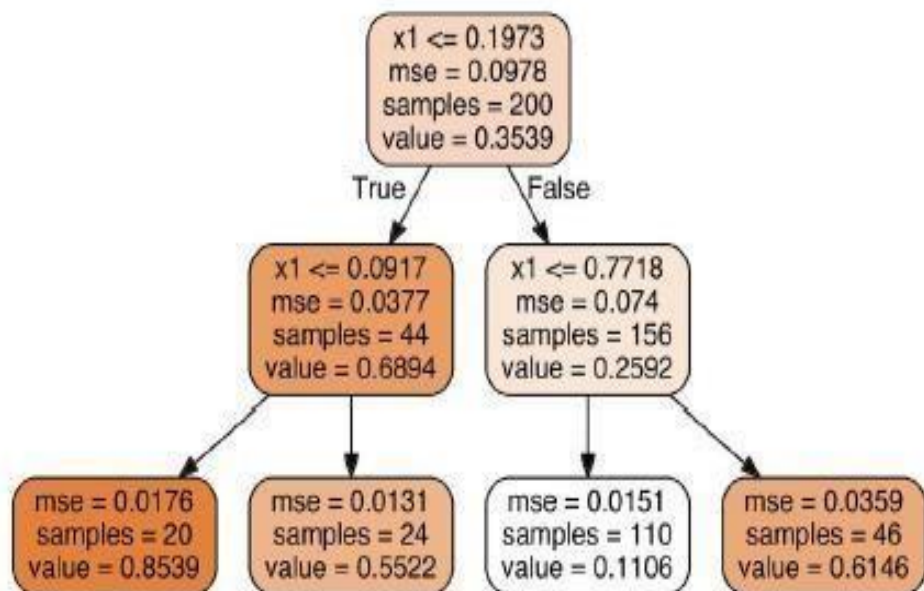 x1 <= 0.1973
mse = 0.0978
samples = 200
value = 0.3539
True
False
x1 <= 0.0917
mse = 0.0377
samples = 44
value = 0.6894
x1 <= 0.7718
mse = 0.074
samples = 156
value = 0.2592
mse = 0.0176
samples = 20
value = 0.8539
mse = 0.0131
samples = 24
value = 0.5522
mse = 0.0151
samples = 110
value = 0.1106
mse = 0.0359
samples = 46
value = 0.6146